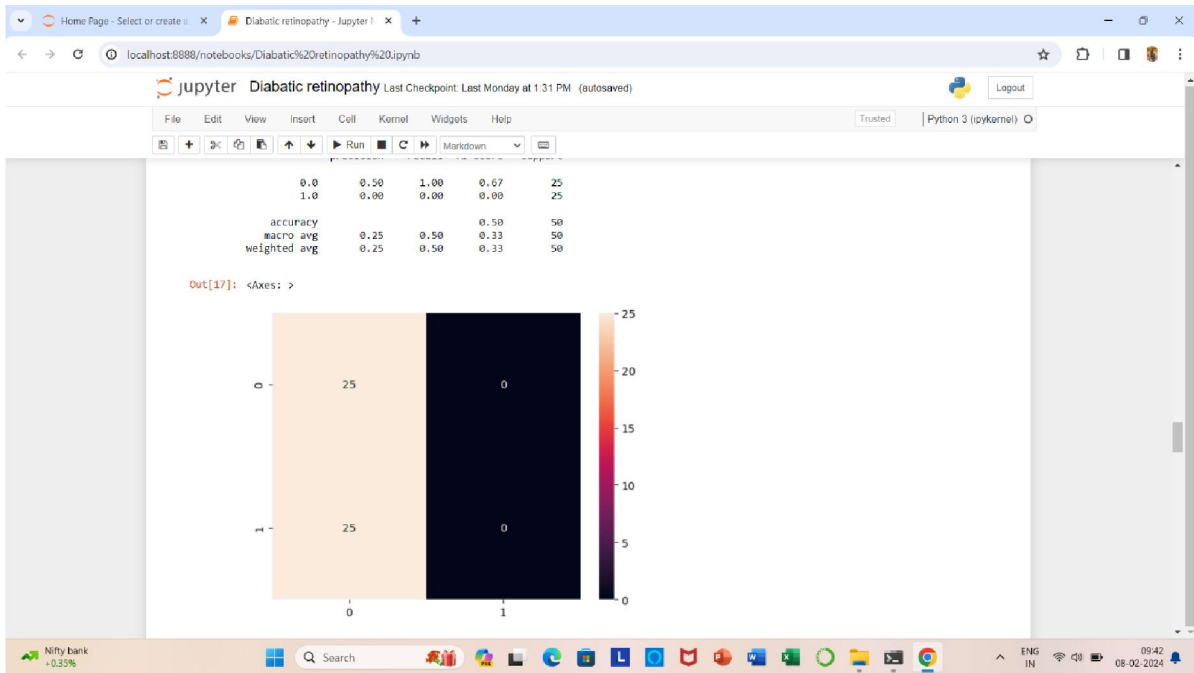 Home Page - Select or create a
Diabatic retinopathy - Jupyter N
localhost:8888/notebooks/Diabatic%20retinopathy%20.ipynb
jupyter Diabatic retinopathy Last Checkpoint: Last Monday at 1:31 PM (autosaved)
Logout
File Edit View Insert Cell Kernel Widgets Help
Trusted Python 3 (ipykernel)
Run Markdown
0.0 0.50 1.00 0.67 25
1.0 0.00 0.00 0.00 25
accuracy 0.50 50
macro avg 0.25 0.50 0.33 50
weighted avg 0.25 0.50 0.33 50
Out[17]: <Axes: >
25
0 25 0
20
15
10
1 25 0
5
0
0 1
Nifty bank
+0.35%
Search
ENG
IN
09:42
08-02-2024